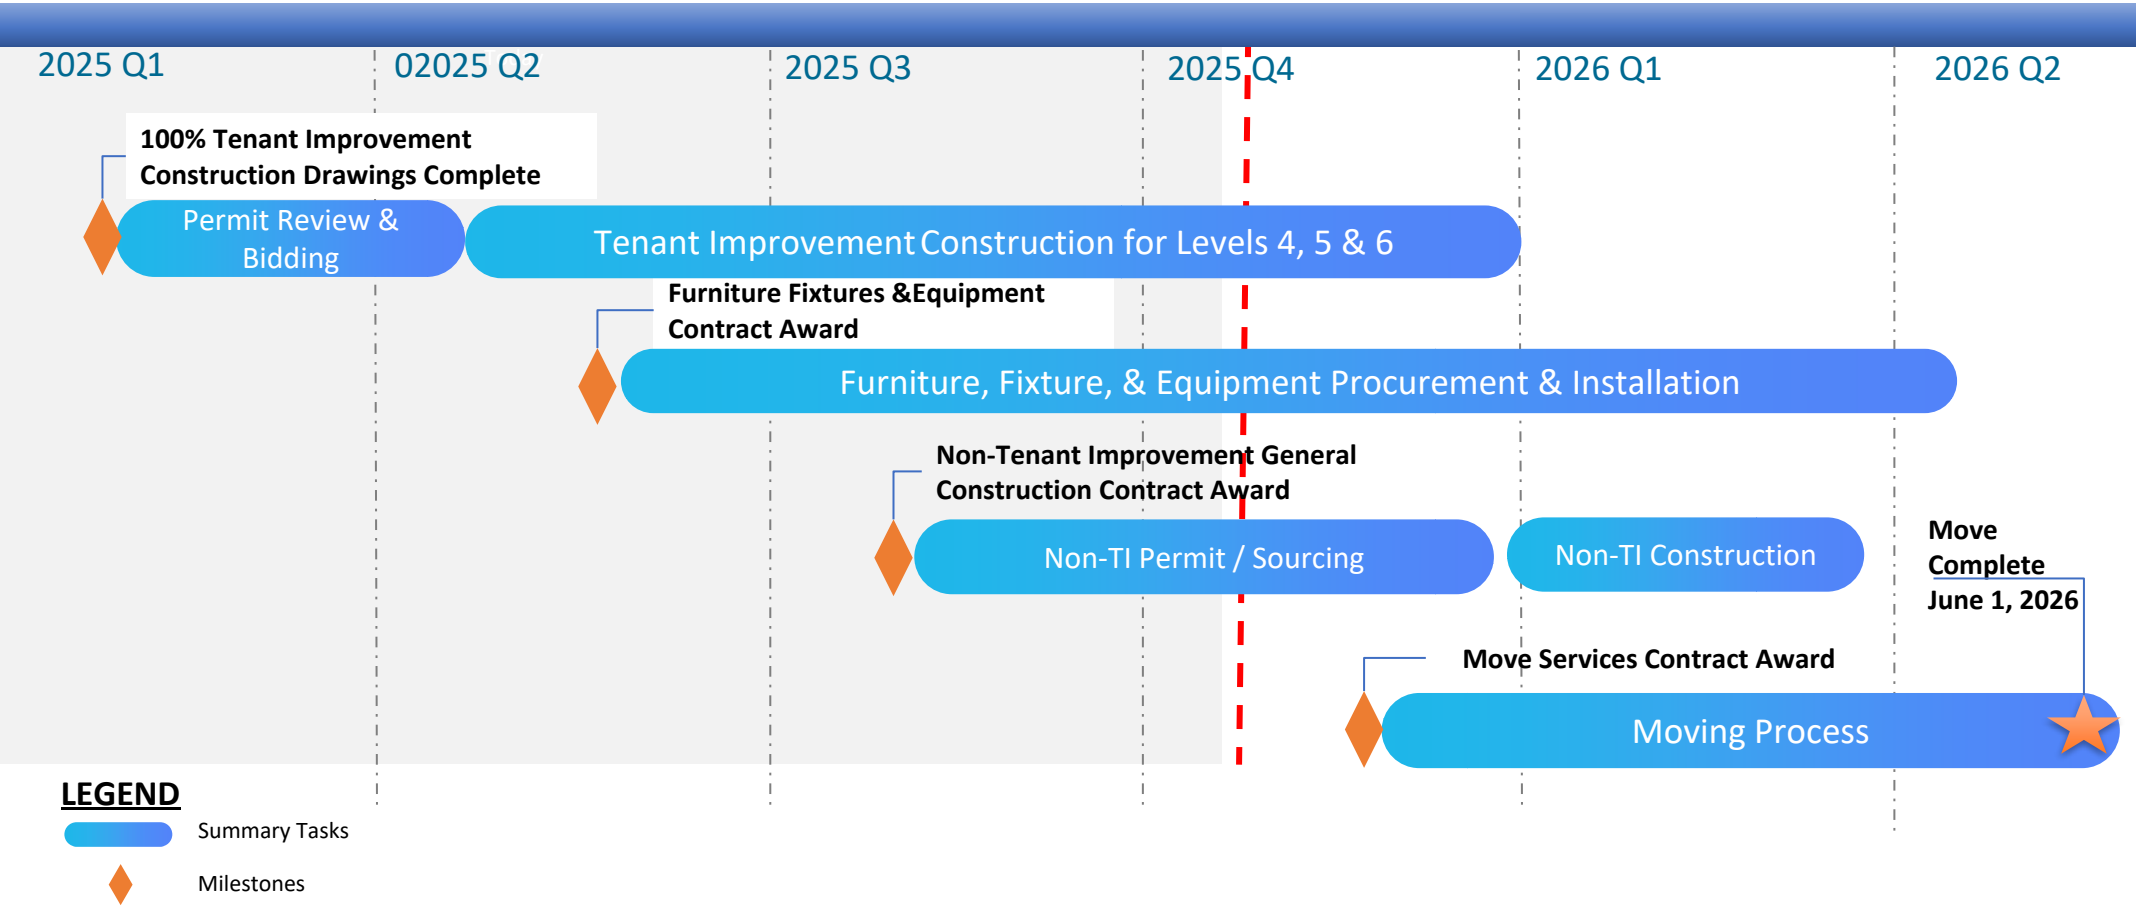 2025 Q1
02025 Q2
2025 Q3
2025 Q4
2026 Q1
2026 Q2
100% Tenant Improvement
Construction Drawings Complete
Permit Review &
Bidding
Tenant Improvement Construction for Levels 4, 5 & 6
Furniture Fixtures &Equipment
Contract Award
Furniture, Fixture, & Equipment Procurement & Installation
Non-Tenant Improvement General
Construction Contract Award
Non-TI Permit / Sourcing
Non-TI Construction
Move
Complete
June 1, 2026
Move Services Contract Award
Moving Process
LEGEND
Summary Tasks
Milestones